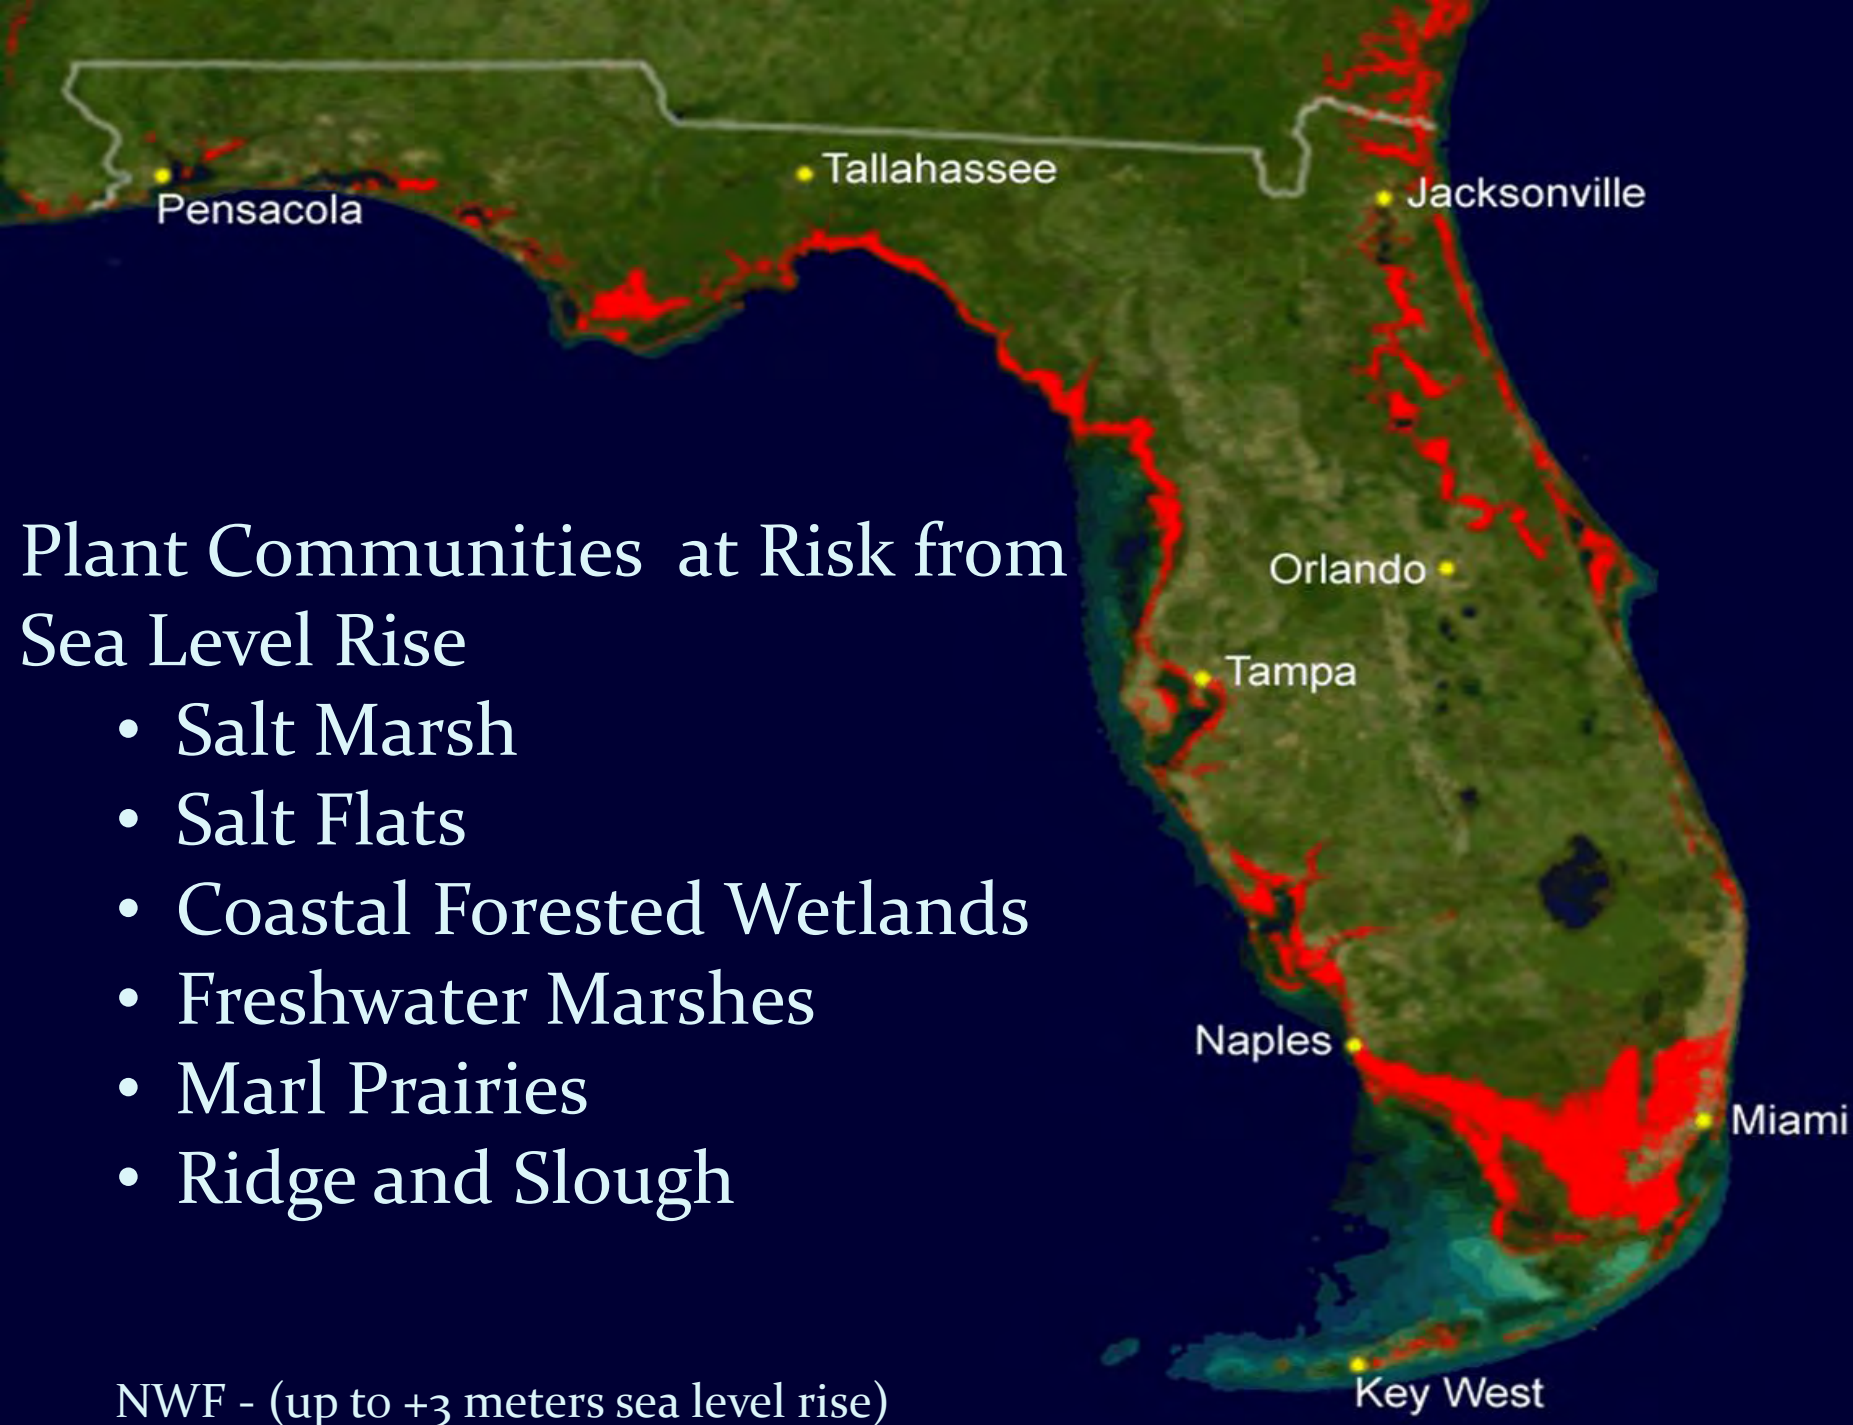 Tallahassee
Jacksonville
Pensacola
Plant Communities at Risk from
Sea Level Rise
• Salt Marsh
• Salt Flats
• Coastal Forested Wetlands
• Freshwater Marshes
• Marl Prairies
• Ridge and Slough
NWF - (up to +3 meters sea level rise)
Orlando
Tampa
Naples
Miami
Key West